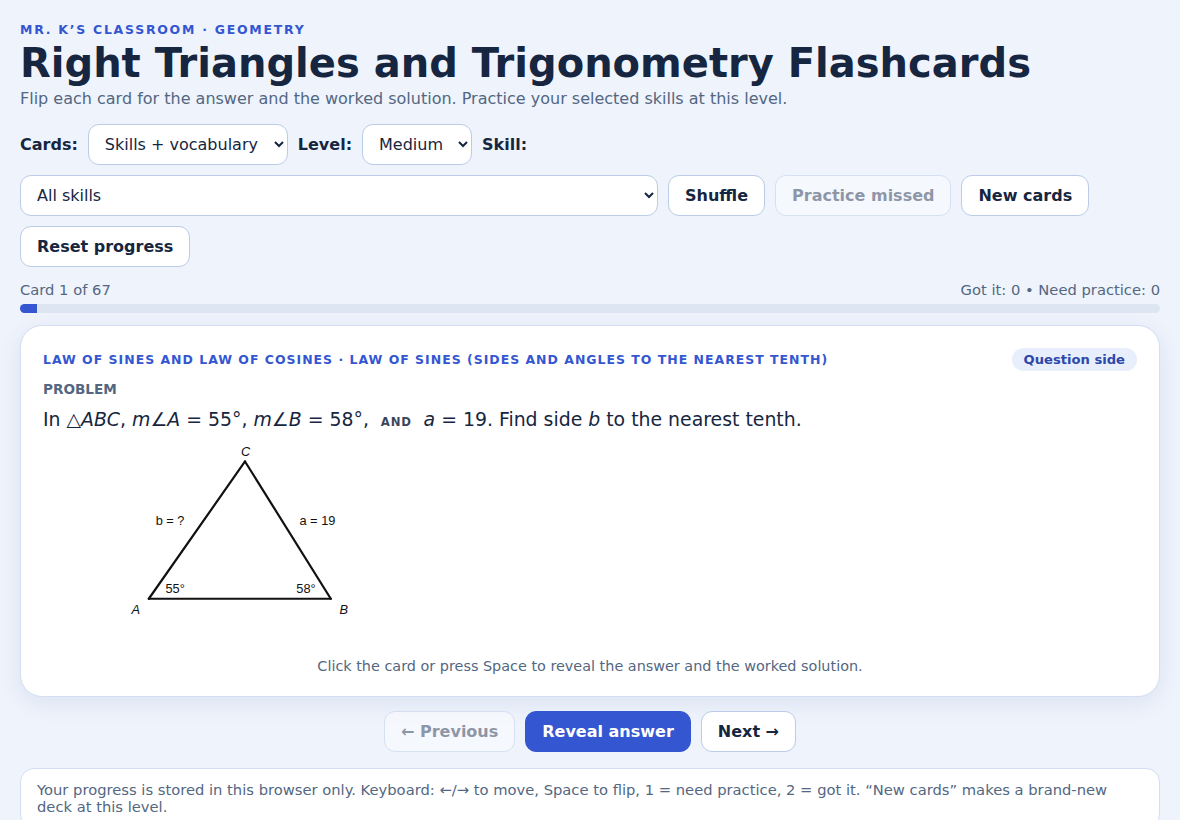 MR. K’S CLASSROOM · GEOMETRY
Right Triangles and Trigonometry Flashcards
Flip each card for the answer and the worked solution. Practice your selected skills at this level.
Cards: Skills + vocabulary Level: Medium Skill:
All skills Shuffle Practice missed New cards
Reset progress
Card 1 of 67 Got it: 0 • Need practice: 0
LAW OF SINES AND LAW OF COSINES · LAW OF SINES (SIDES AND ANGLES TO THE NEAREST TENTH) Question side
PROBLEM
In △ABC, m∠A = 55°, m∠B = 58°, AND a = 19. Find side b to the nearest tenth.
C
b = ? a = 19
55° 58°
A B
Click the card or press Space to reveal the answer and the worked solution.
← Previous Reveal answer Next →
Your progress is stored in this browser only. Keyboard: ←/→ to move, Space to flip, 1 = need practice, 2 = got it. “New cards” makes a brand-new
deck at this level.